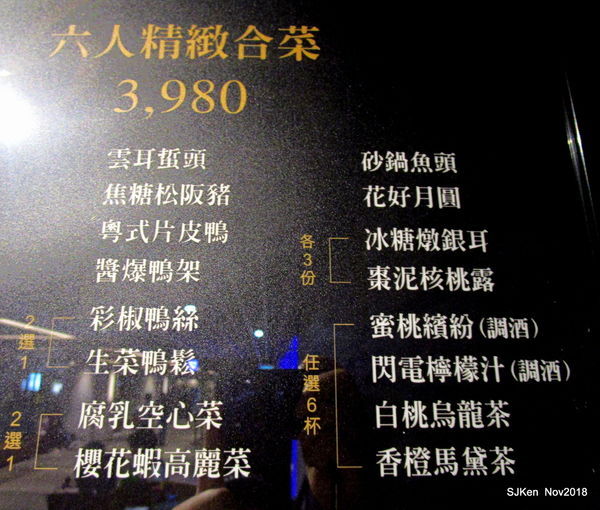 六人精緻合菜
3,980
雲耳蜇頭
焦糖松阪豬
粵式片皮鴨
醬爆鴨架
2選1
彩椒鴨絲
生菜鴨鬆
2選1
腐乳空心菜
櫻花蝦高麗菜
砂鍋魚頭
花好月圓
各3份
冰糖燉銀耳
棗泥核桃露
任選6杯
蜜桃繽紛(調酒)
閃電檸檬汁(調酒)
白桃烏龍茶
香橙馬黛茶
SJKen Nov2018